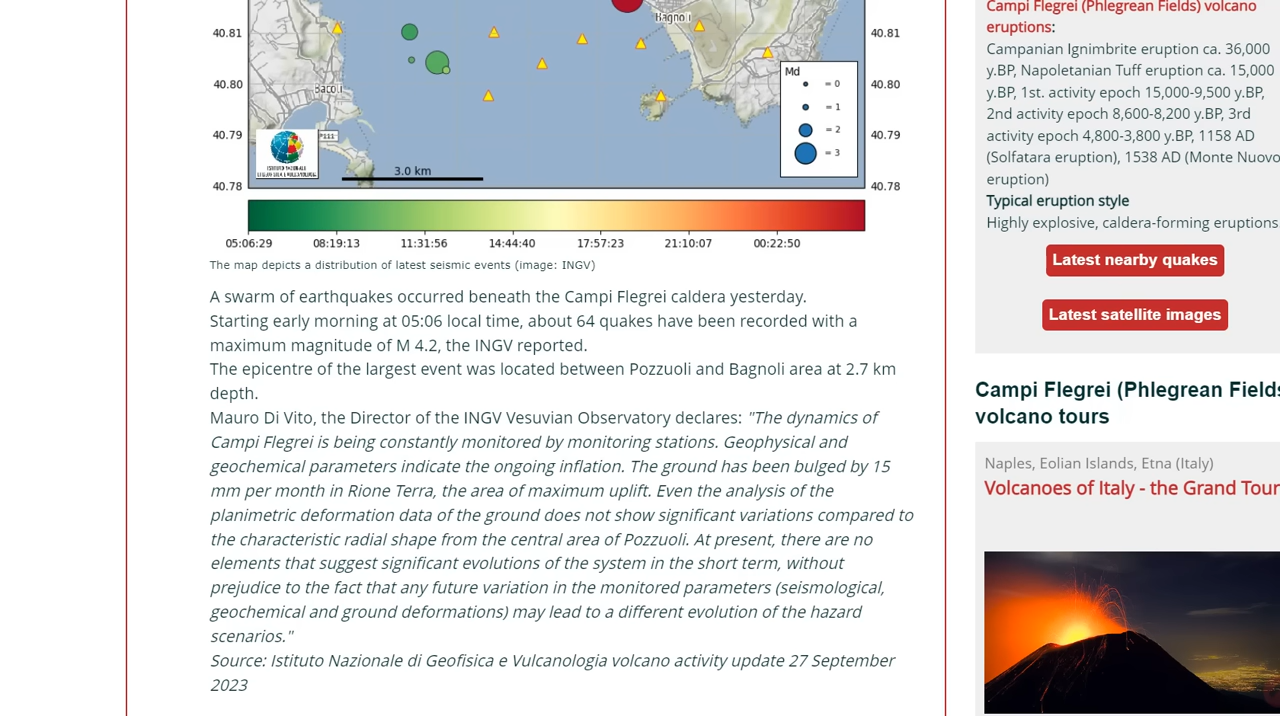 Bagnoli
40.81
40.81
40.80
40.80
Bacoli
40.79
40.79
P111
40.78
40.78
3.0 km
Md
= 0
= 1
= 2
= 3
05:06:29 08:19:13 11:31:56 14:44:40 17:57:23 21:10:07 00:22:50
The map depicts a distribution of latest seismic events (image: INGV)
A swarm of earthquakes occurred beneath the Campi Flegrei caldera yesterday.
Starting early morning at 05:06 local time, about 64 quakes have been recorded with a
maximum magnitude of M 4.2, the INGV reported.
The epicentre of the largest event was located between Pozzuoli and Bagnoli area at 2.7 km
depth.
Mauro Di Vito, the Director of the INGV Vesuvian Observatory declares: "The dynamics of
Campi Flegrei is being constantly monitored by monitoring stations. Geophysical and
geochemical parameters indicate the ongoing inflation. The ground has been bulged by 15
mm per month in Rione Terra, the area of maximum uplift. Even the analysis of the
planimetric deformation data of the ground does not show significant variations compared to
the characteristic radial shape from the central area of Pozzuoli. At present, there are no
elements that suggest significant evolutions of the system in the short term, without
prejudice to the fact that any future variation in the monitored parameters (seismological,
geochemical and ground deformations) may lead to a different evolution of the hazard
scenarios."
Source: Istituto Nazionale di Geofisica e Vulcanologia volcano activity update 27 September
2023
Campi Flegrei (Phlegrean Fields) volcano
eruptions:
Campanian Ignimbrite eruption ca. 36,000
y.BP, Napoletanian Tuff eruption ca. 15,000
y.BP, 1st. activity epoch 15,000-9,500 y.BP,
2nd activity epoch 8,600-8,200 y.BP, 3rd
activity epoch 4,800-3,800 y.BP, 1158 AD
(Solfatara eruption), 1538 AD (Monte Nuovo
eruption)
Typical eruption style
Highly explosive, caldera-forming eruptions.
Latest nearby quakes
Latest satellite images
Campi Flegrei (Phlegrean Fields
volcano tours
Naples, Eolian Islands, Etna (Italy)
Volcanoes of Italy - the Grand Tour